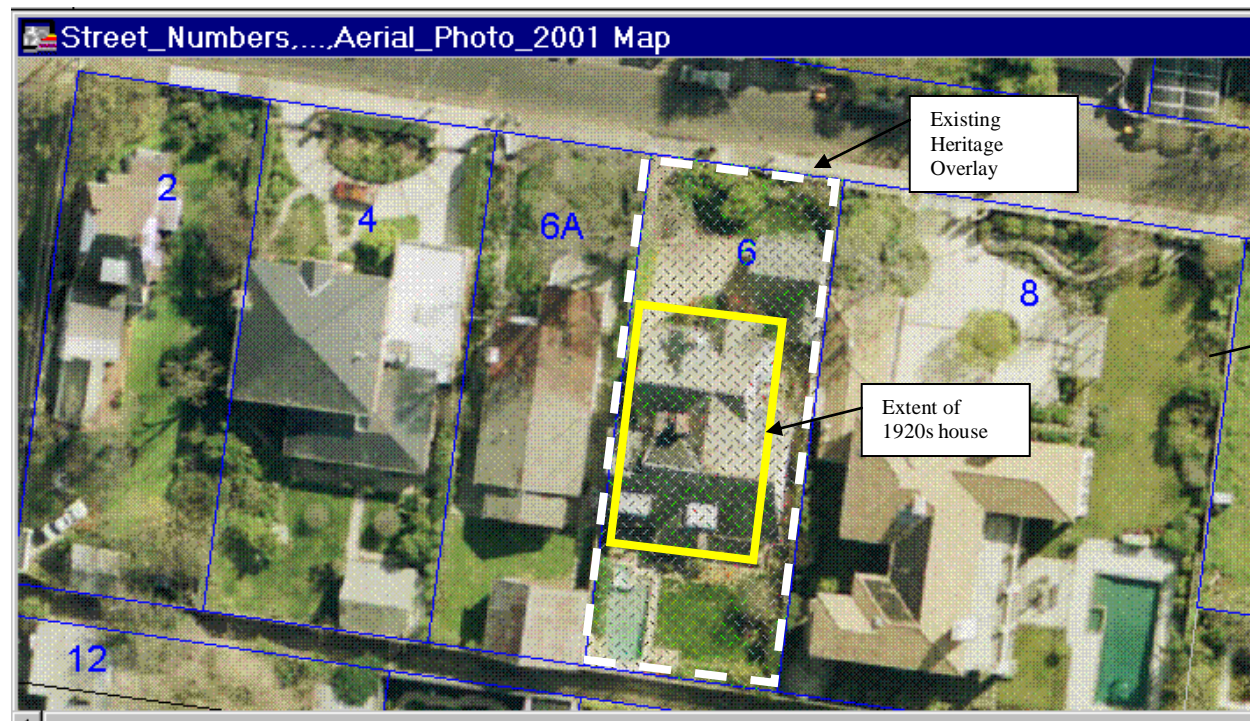 Street_Numbers,...,Aerial_Photo_2001 Map
Existing
Heritage
Overlay
2
4
6A
6
8
Extent of
1920s house
12